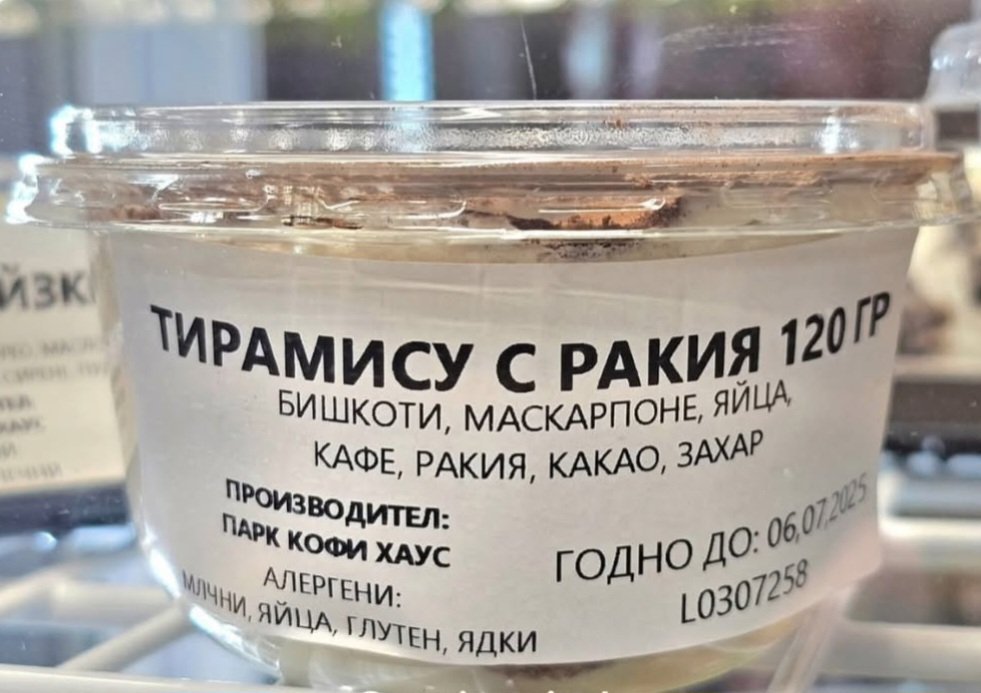 ТИРАМИСУ С РАКИЯ 120 ГР
БИШКОТИ, МАСКАРПОНЕ, ЯЙЦА,
КАФЕ, РАКИЯ, КАКАО, ЗАХАР
ПРОИЗВОДИТЕЛ:
ПАРК КОФИ ХАУС
АЛЕРГЕНИ:
МЛЧНИ, ЯЙЦА, ГЛУТЕН, ЯДКИ
ГОДНО ДО: 06,07,2025
L0307258